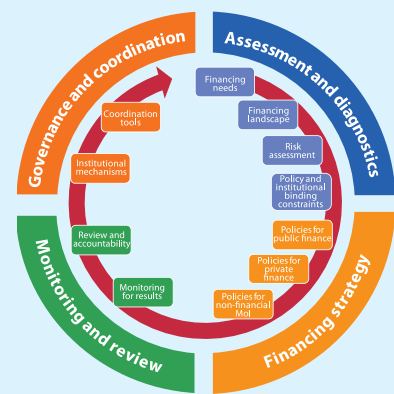 Governance and coordination
Assessment and diagnostics
Financing
needs
Financing
landscape
Risk
assessment
Policy and
institutional
binding
constraints
Policies for
public finance
Policies for
private
finance
Policies for
non-financial
MoI
Financing strategy
Monitoring
for results
Review and
accountability
Monitoring and review
Institutional
mechanisms
Coordination
tools